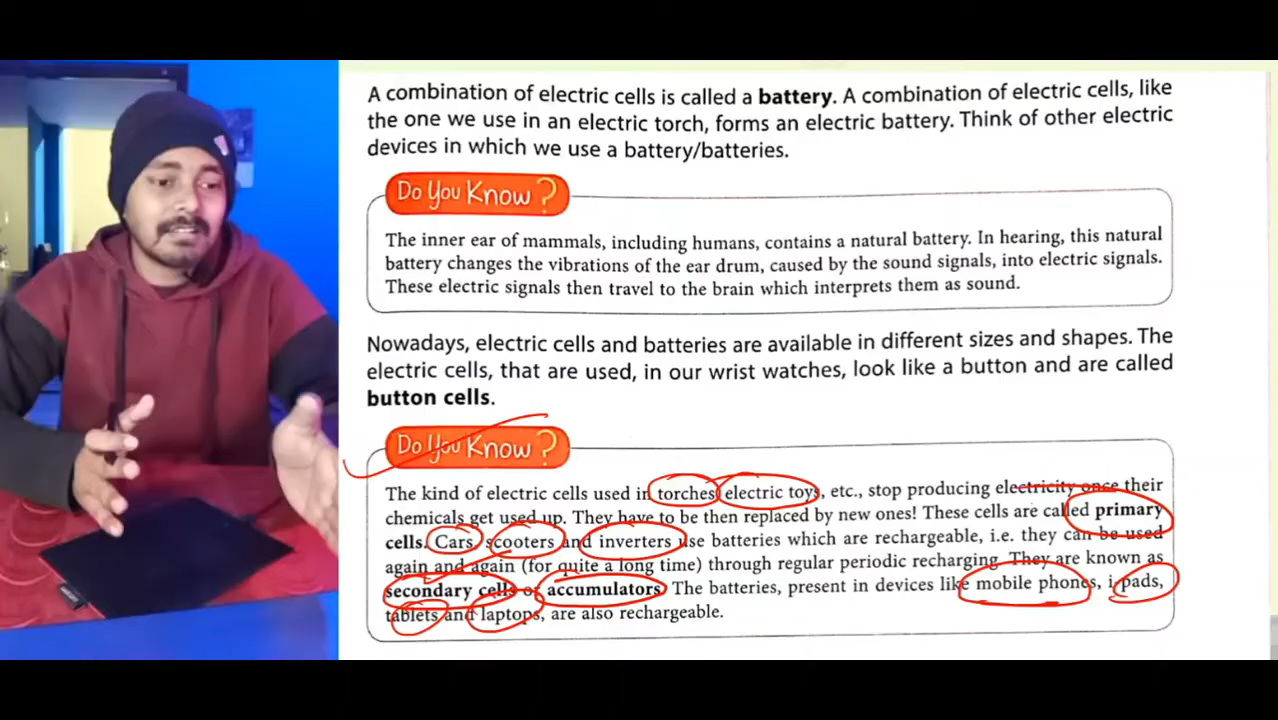 A combination of electric cells is called a battery. A combination of electric cells, like
the one we use in an electric torch, forms an electric battery. Think of other electric
devices in which we use a battery/batteries.
Do You Know?
The inner ear of mammals, including humans, contains a natural battery. In hearing, this natural
battery changes the vibrations of the ear drum, caused by the sound signals, into electric signals.
These electric signals then travel to the brain which interprets them as sound.
Nowadays, electric cells and batteries are available in different sizes and shapes. The
electric cells, that are used, in our wrist watches, look like a button and are called
button cells.
Do You Know?
The kind of electric cells used in torches, electric toys, etc., stop producing electricity once their
chemicals get used up. They have to be then replaced by new ones! These cells are called primary
cells. Cars, scooters and inverters use batteries which are rechargeable, i.e. they can be used
again and again (for quite a long time) through regular periodic recharging. They are known as
secondary cells or accumulators. The batteries, present in devices like mobile phones, i pads,
tablets and laptops, are also rechargeable.